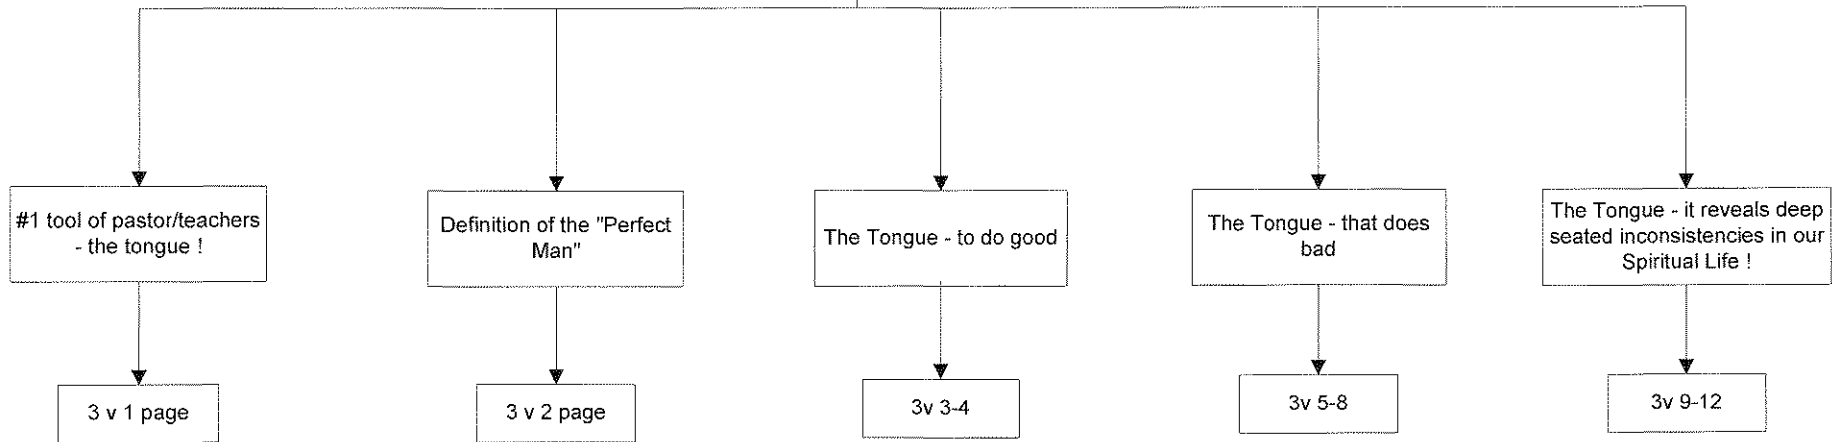 #1 tool of pastor/teachers
- the tongue !
Definition of the "Perfect
Man"
The Tongue - to do good
The Tongue - that does
bad
The Tongue - it reveals deep
seated inconsistencies in our
Spiritual Life !
3 v 1 page
3 v 2 page
3v 3-4
3v 5-8
3v 9-12